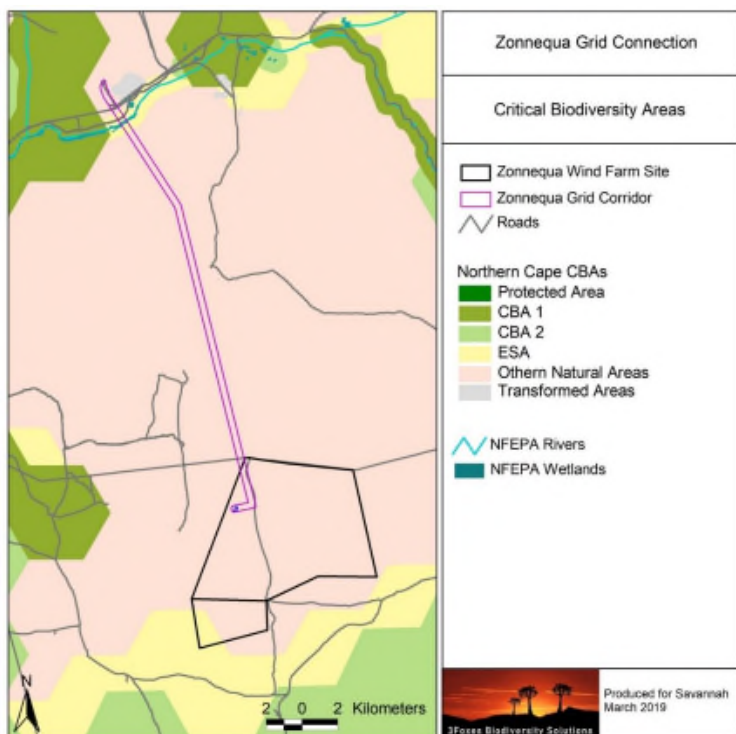 Zonnequa Grid Connection
Critical Biodiversity Areas
Zonnequa Wind Farm Site
Zonnequa Grid Corridor
Roads
Northern Cape CBAs
Protected Area
CBA 1
CBA 2
ESA
Othern Natural Areas
Transformed Areas
NFEPA Rivers
NFEPA Wetlands
N
2 0 2 Kilometers
3Foxes Biodiversity Solutions
Produced for Savannah
March 2019